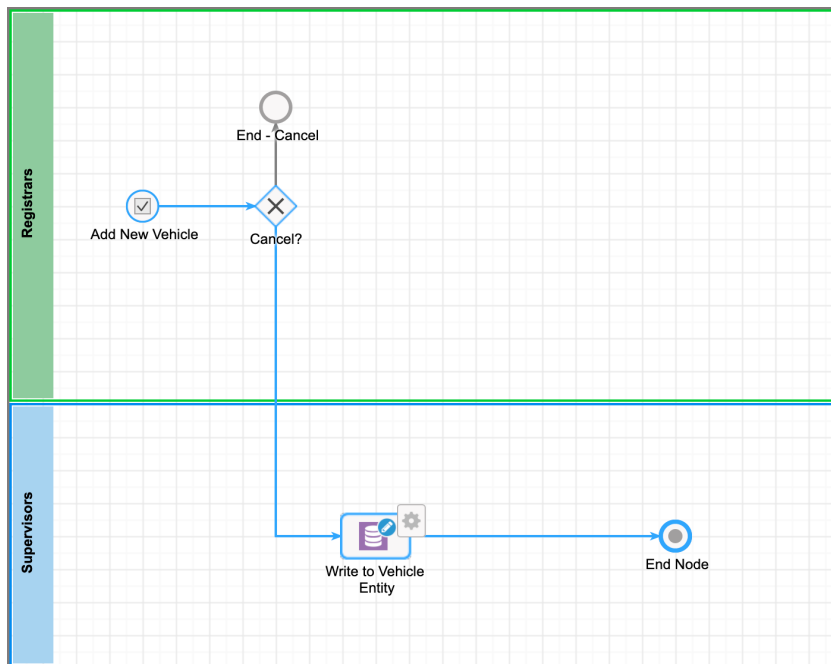 Registrars
End - Cancel
Add New Vehicle
Cancel?
Supervisors
Write to Vehicle
Entity
End Node